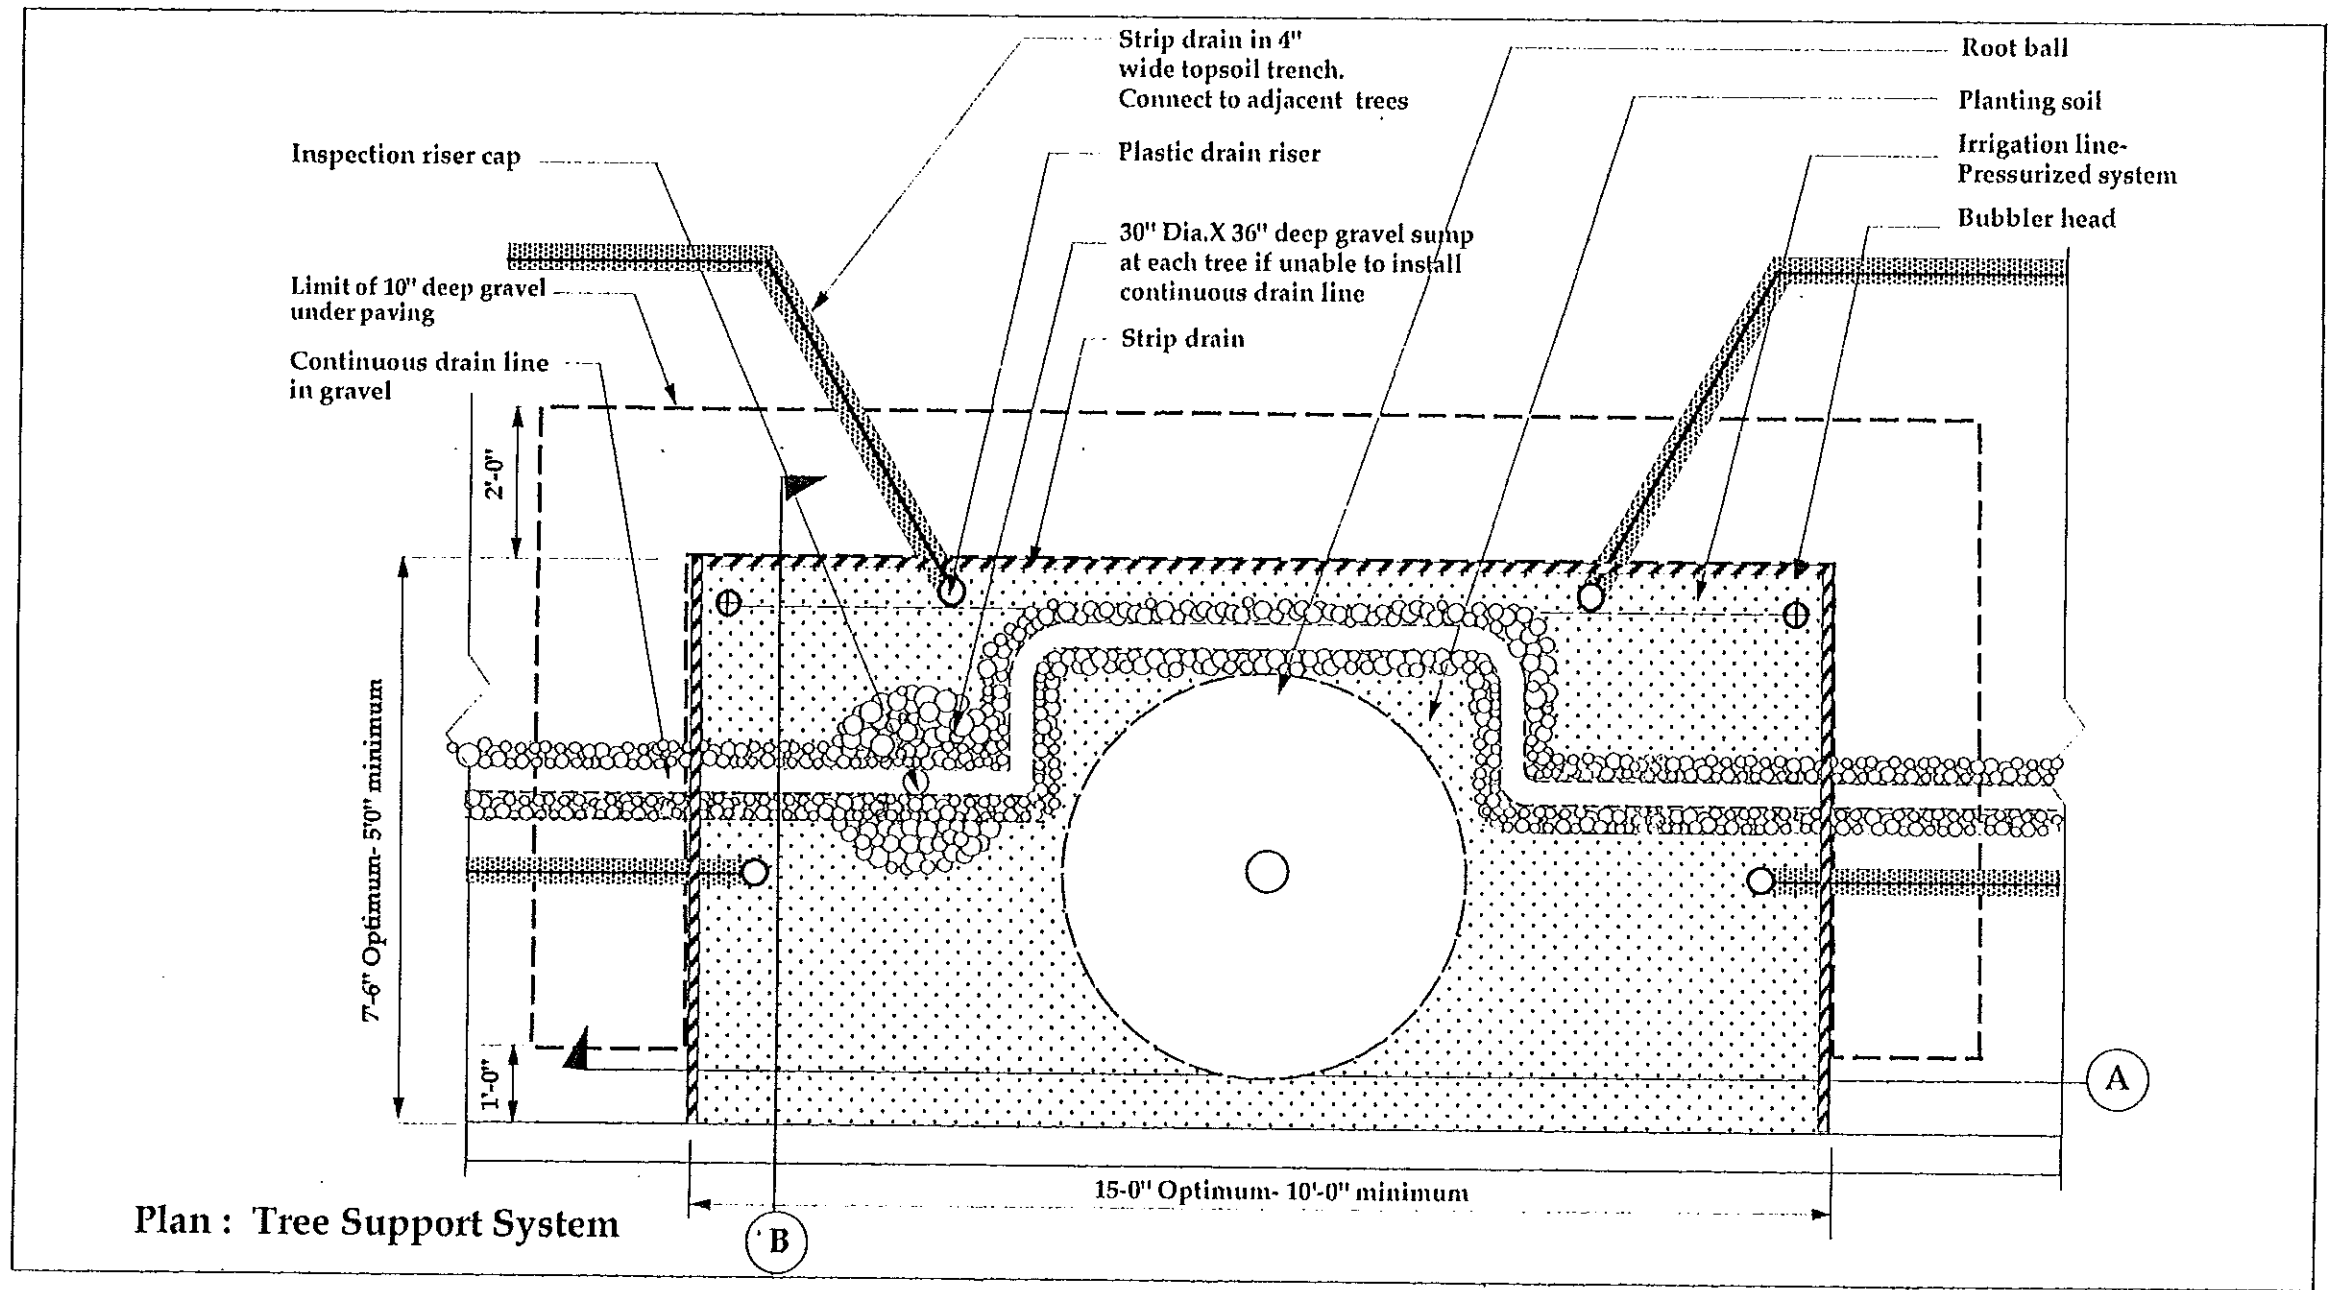 Strip drain in 4"
wide topsoil trench.
Connect to adjacent trees
Root ball
Planting soil
Inspection riser cap
Plastic drain riser
Irrigation line-
Pressurized system
Bubbler head
30" Dia.X 36" deep gravel sump
at each tree if unable to install
continuous drain line
Limit of 10" deep gravel
under paving
Strip drain
Continuous drain line
in gravel
2'-0"
7'-6" Optimum- 5'0" minimum
1'-0"
A
15-0" Optimum- 10'-0" minimum
Plan : Tree Support System
B